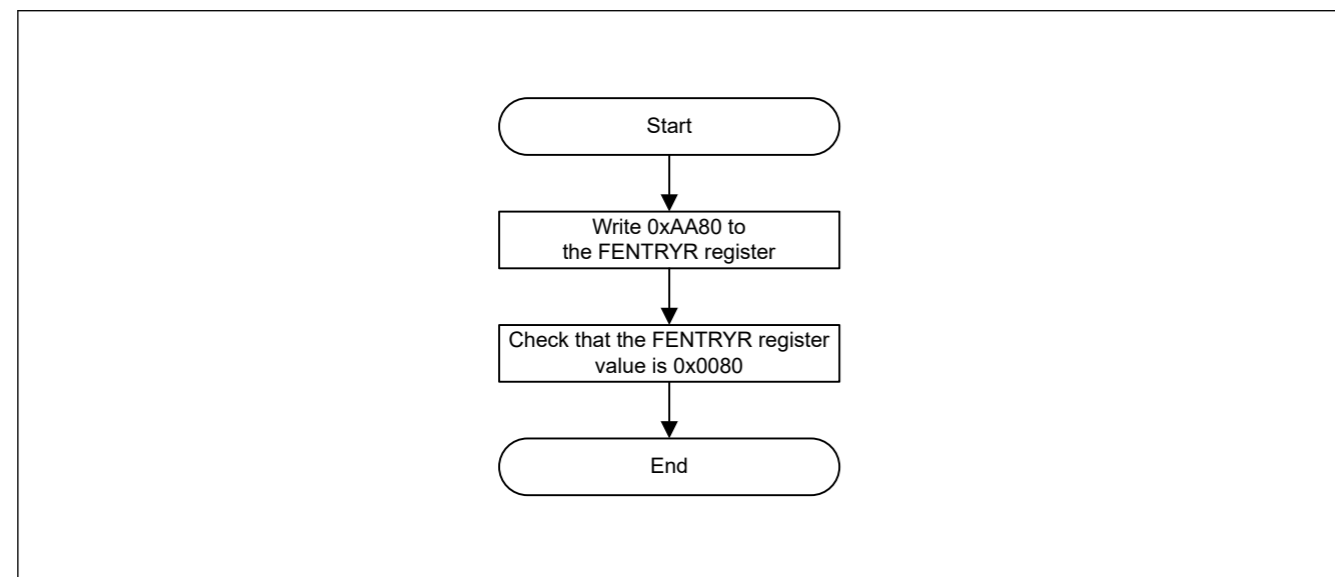 Start
Write 0xAA80 to
the FENTRYR register
Check that the FENTRYR register
value is 0x0080
End